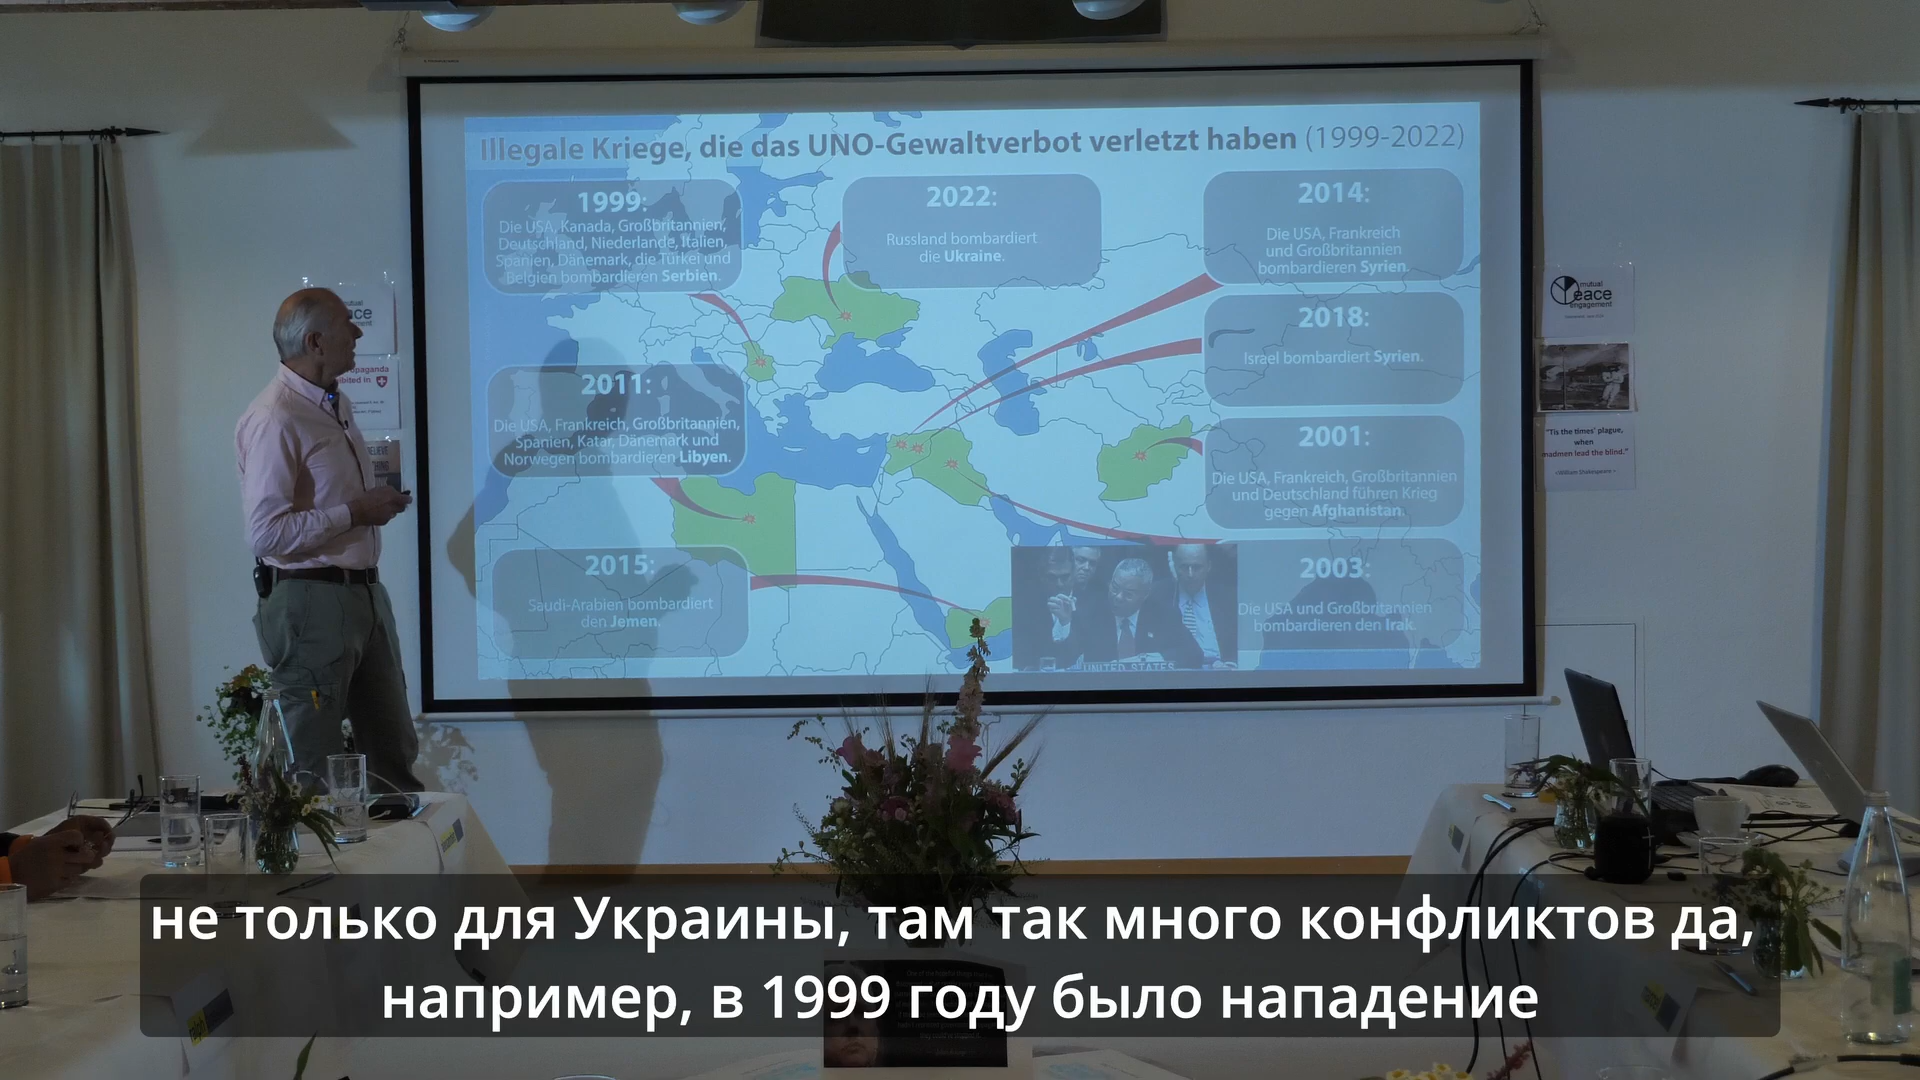 Illegale Kriege, die das UNO-Gewaltverbot verletzt haben (1999-2022)
1999:
Die USA, Kanada, Großbritannien,
Deutschland, Niederlande, Italien,
Spanien, Dänemark, die Türkei und
Belgien bombardieren Serbien.
2022:
Russland bombardiert
die Ukraine.
2014:
Die USA, Frankreich
und Großbritannien
bombardieren Syrien.
2018:
Israel bombardiert Syrien.
2011:
Die USA, Frankreich, Großbritannien,
Spanien, Katar, Dänemark und
Norwegen bombardieren Libyen.
2001:
Die USA, Frankreich, Großbritannien
und Deutschland führen Krieg
gegen Afghanistan.
2015:
Saudi-Arabien bombardiert
den Jemen.
2003:
Die USA und Großbritannien
bombardieren den Irak.
UNITED STATES
mutual
Peace
engagement
"Tis the times' plague,
when
madmen lead the blind."
не только для Украины, там так много конфликтов да,
например, в 1999 году было нападение